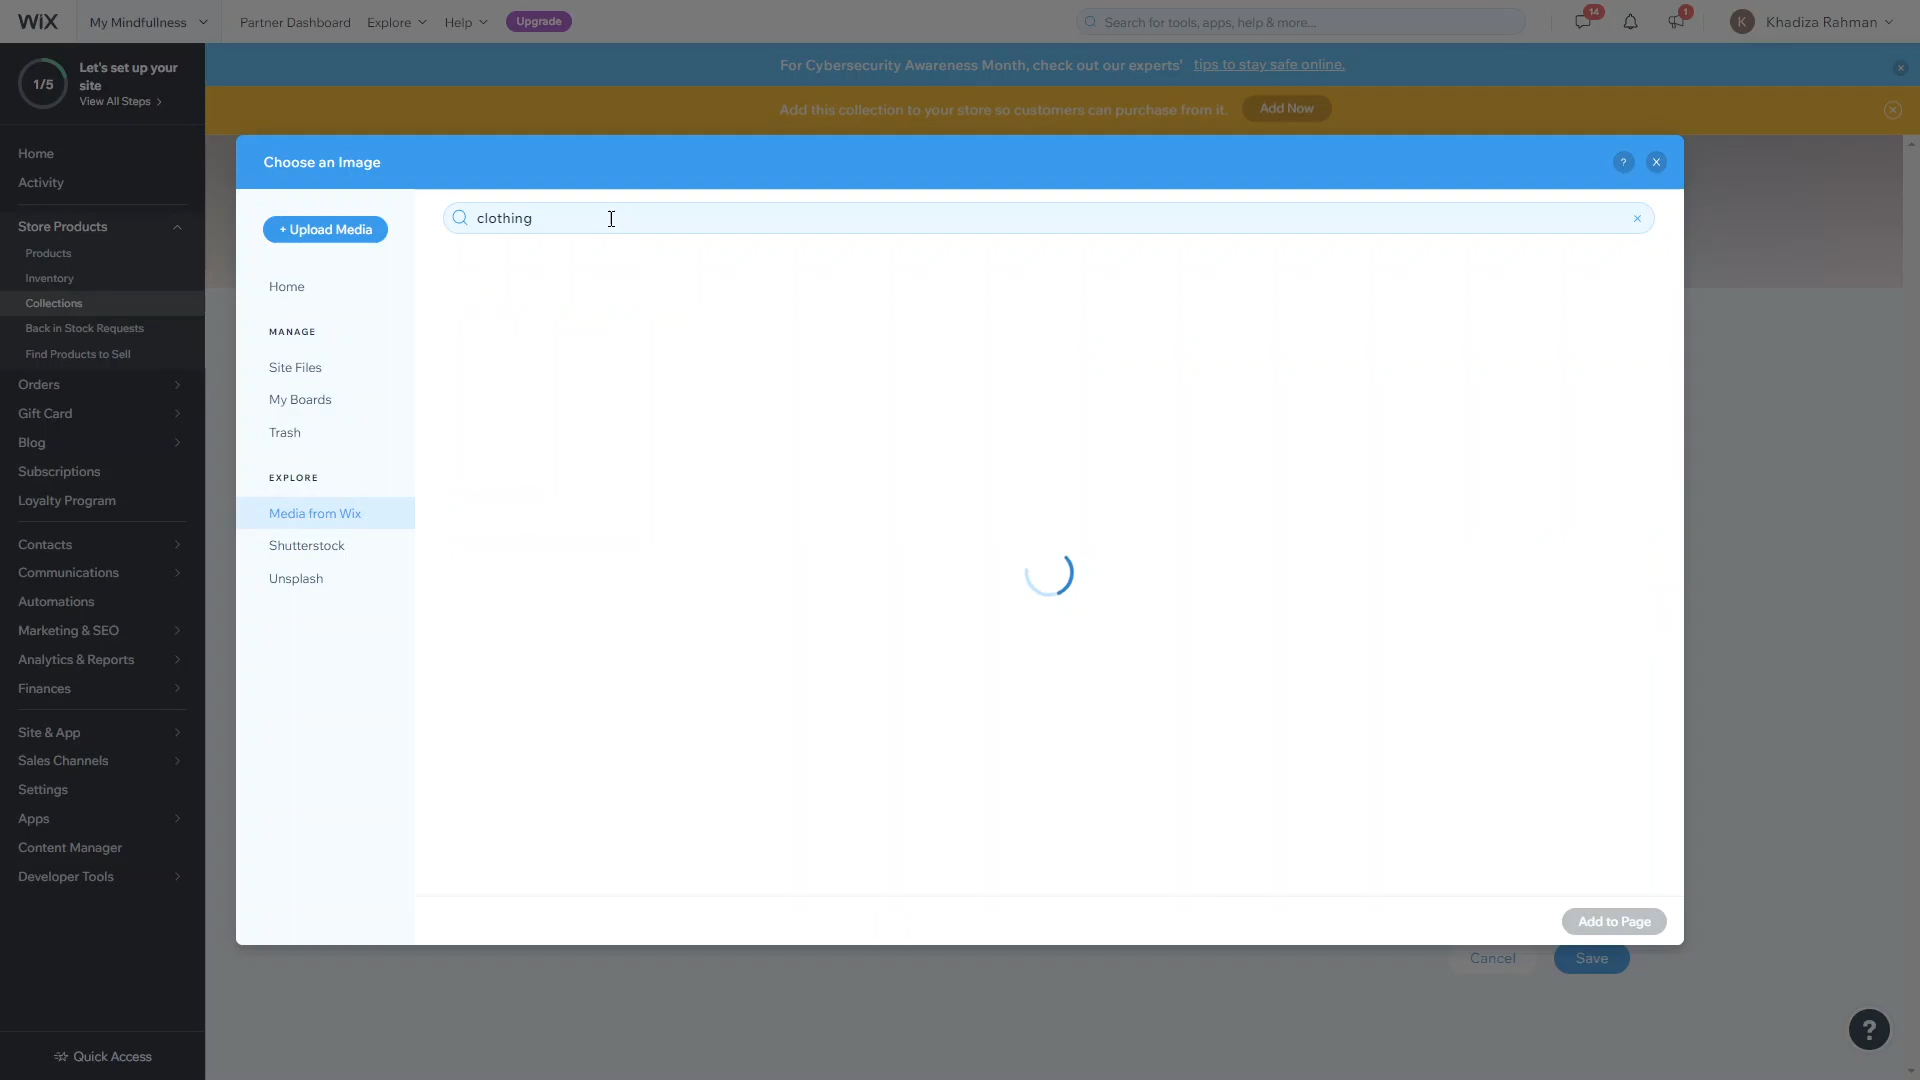 WiX
My Mindfullness
Partner Dashboard
Explore
Help
Upgrade
Search for tools, apps, help & more...
14
1
K
Khadiza Rahman
1/5
Let's set up your
site
View All Steps
For Cybersecurity Awareness Month, check out our experts' tips to stay safe online.
Add this collection to your store so customers can purchase from it.
Add Now
Home
Activity
Store Products
Products
Inventory
Collections
Back in Stock Requests
Find Products to Sell
Orders
Gift Card
Blog
Subscriptions
Loyalty Program
Contacts
Communications
Automations
Marketing & SEO
Analytics & Reports
Finances
Site & App
Sales Channels
Settings
Apps
Content Manager
Developer Tools
Quick Access
Choose an Image
?
+ Upload Media
clothing
Home
MANAGE
Site Files
My Boards
Trash
EXPLORE
Media from Wix
Shutterstock
Unsplash
Add to Page
Cancel
Save
?